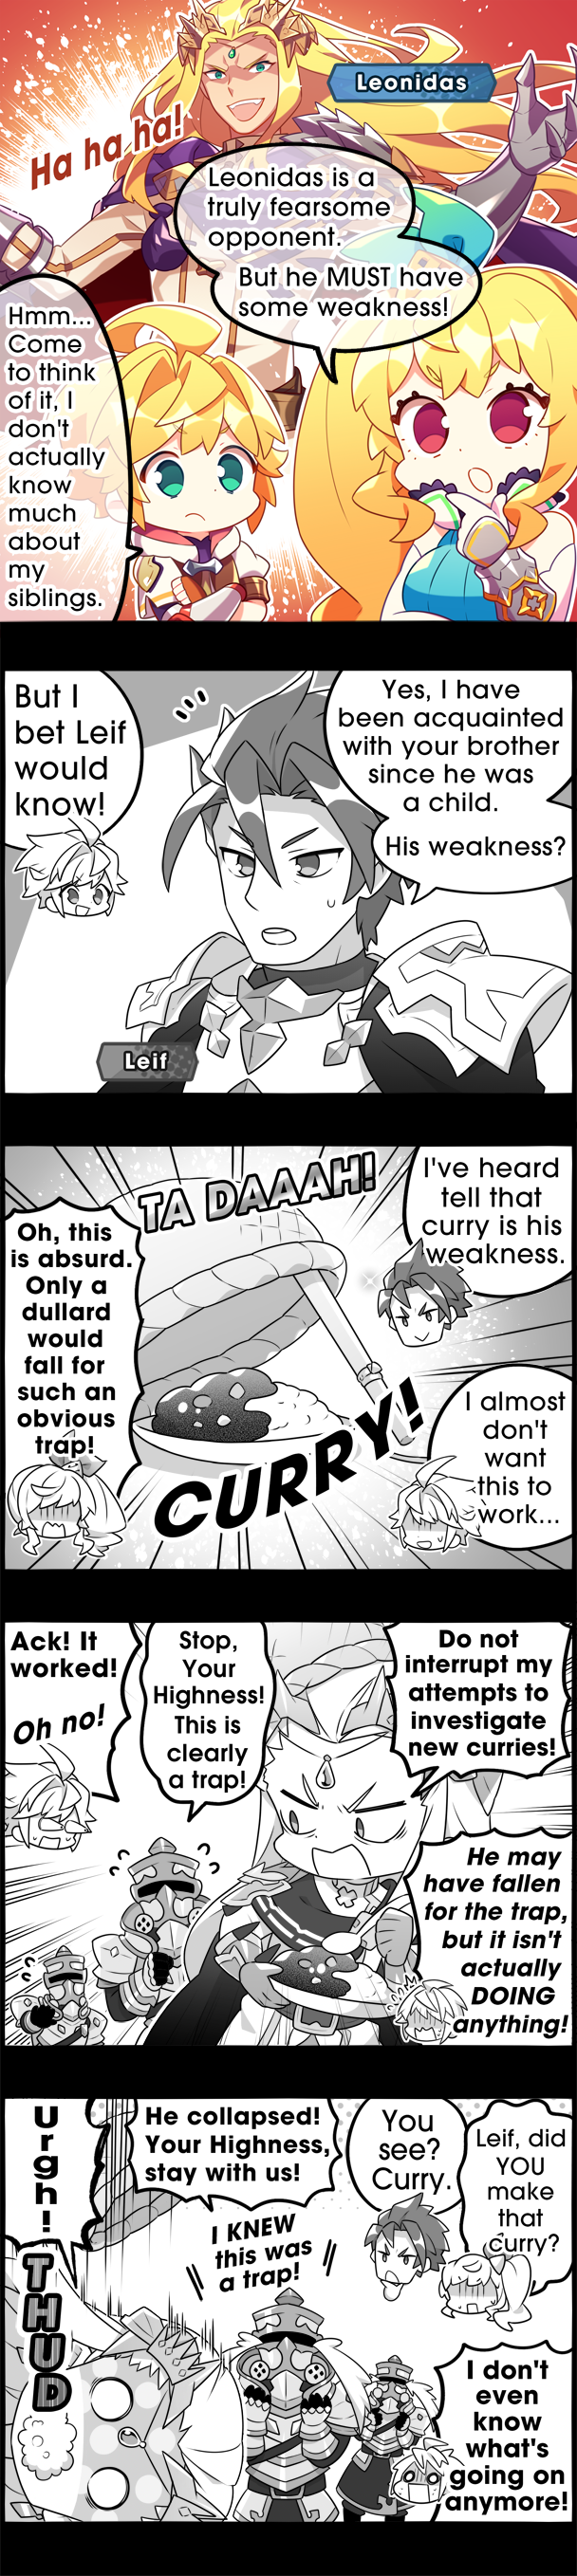 Leonidas
Ha ha ha!
Leonidas is a
truly fearsome
opponent.
But he MUST have
some weakness!
Hmm...
Come
to think
of it, I
don't
actually
know
much
about
my
siblings.
But I
bet Leif
would
know!
Yes, I have
been acquainted
with your brother
since he was
a child.
His weakness?
Leif
I've heard
tell that
curry is his
weakness.
TA DAAAH!
Oh, this
is absurd.
Only a
dullard
would
fall for
such an
obvious
trap!
CURRY!
I almost
don't
want
this to
work...
Ack! It
worked!
Oh no!
Stop,
Your
Highness!
This is
clearly
a trap!
Do not
interrupt my
attempts to
investigate
new curries!
He may
have fallen
for the trap,
but it isn't
actually
DOING
anything!
Urgh!
THUD
He collapsed!
Your Highness,
stay with us!
I KNEW
this was
a trap!
You
see?
Curry.
Leif, did
YOU
make
that
curry?
I don't
even
know
what's
going on
anymore!